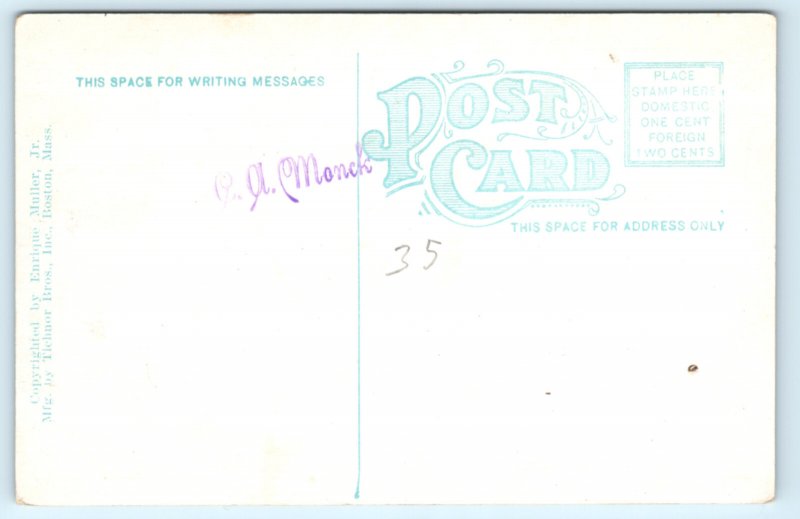 THIS SPACE FOR WRITING MESSAGES
POST CARD
PLACE
STAMP HERE
DOMESTIC
ONE CENT
FOREIGN
TWO CENTS
THIS SPACE FOR ADDRESS ONLY
A. Monck
35
Copyrighted by Enrique Muller, Jr.
Mfg. by Tichnor Bros., Inc., Boston, Mass.